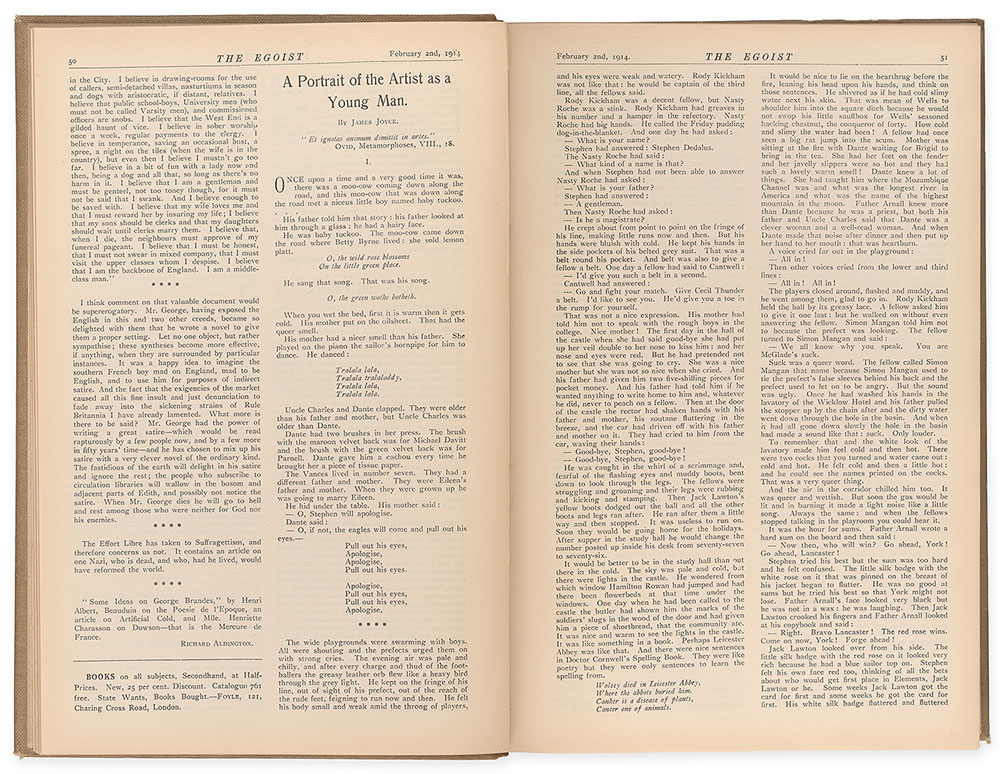 50
THE EGOIST
February 2nd, 1914
in the City. I believe in drawing-rooms for the use
of callers, semi-detached villas, nasturtiums in season
and dogs with aristocratic, if distant, relatives. I
believe that public school-boys, University men (who
must not be called Varsity men), and commissioned
officers are snobs. I believe that the West End is a
gilded haunt of vice. I believe in sober worship
once a week, regular payments to the clergy. I
believe in temperance, saving an occasional bust, a
spree, a night on the tiles (when the wife is in the
country), but even then I believe I mustn't go too
far. I believe in a bit of fun with a lady now and
then, being a dog and all that, so long as there's no
harm in it. I believe that I am a gentleman and
must be genteel, not too toney though, for it must
not be said that I swank. And I believe enough to
be saved with. I believe that my wife loves me and
that I must reward her by insuring my life; I believe
that my sons should be clerks and that my daughters
should wait until clerks marry them. I believe that,
when I die, the neighbours must approve of my
funereal pageant. I believe that I must be honest,
that I must not swear in mixed company, that I must
visit the upper classes whom I despise. I believe
that I am the backbone of England. I am a middle-
class man."
* * * *
I think comment on that valuable document would
be supererogatory. Mr. George, having exposed the
English in this and two other creeds, became so
delighted with them that he wrote a novel to give
them a proper setting. Let no one object, but rather
sympathise; these syntheses become more effective,
if anything, when they are surrounded by particular
instances. It was a happy idea to imagine the
southern French boy mad on England, mad to be
English, and to use him for purposes of indirect
satire. And the fact that the exigencies of the market
caused all this fine insult and just denunciation to
fade away into the sickening strains of Rule
Britannia I have already lamented. What more is
there to be said? Mr. George had the power of
writing a great satire—which would be read
rapturously by a few people now, and by a few more
in fifty years' time—and he has chosen to mix up his
satire with a very clever novel of the ordinary kind.
The fastidious of the earth will delight in his satire
and ignore the rest; the people who subscribe to
circulation libraries will wallow in the bosom and
adjacent parts of Edith, and possibly not notice the
satire. When Mr. George dies he will go to hell
and rest among those who were neither for God nor
his enemies.
* * * *
The Effort Libre has taken to Suffragettism, and
therefore concerns us not. It contains an article on
one Nazi, who is dead, and who, had he lived, would
have reformed the world.
* * * *
"Some Ideas on George Brandes," by Henri
Albert, Beauduin on the Poesie de l'Epoque, an
article on Artificial Cold, and Mlle. Henriette
Charasson on Dowson—that is the Mercure de
France.
RICHARD ALDINGTON.
BOOKS on all subjects, Secondhand, at Half-
Prices. New, 25 per cent. Discount. Catalogue 761
free. State Wants, Books Bought.—FOYLE, 121,
Charing Cross Road, London.
A Portrait of the Artist as a
Young Man.
BY JAMES JOYCE.
"Et ignotas animum dimittit in artes."
OVID, Metamorphoses, VIII., 18.
I.
ONCE upon a time and a very good time it was,
there was a moo-cow coming down along the
road, and this moo-cow that was down along
the road met a niceus little boy named baby tuckoo.
. .
His father told him that story: his father looked at
him through a glass: he had a hairy face.
He was baby tuckoo. The moo-cow came down
the road where Betty Byrne lived: she sold lemon
platt.
O, the wild rose blossoms
On the little green place.
He sang that song. That was his song.
O, the green wothe botheth.
When you wet the bed, first it is warm then it gets
cold. His mother put on the oilsheet. That had the
queer smell.
His mother had a nicer smell than his father. She
played on the piano the sailor's hornpipe for him to
dance. He danced:
Tralala lala,
Tralala tralaladdy,
Tralala lala,
Tralala lala.
Uncle Charles and Dante clapped. They were older
than his father and mother, but Uncle Charles was
older than Dante.
Dante had two brushes in her press. The brush
with the maroon velvet back was for Michael Davitt
and the brush with the green velvet back was for
Parnell. Dante gave him a cachou every time he
brought her a piece of tissue paper.
The Vances lived in number seven. They had a
different father and mother. They were Eileen's
father and mother. When they were grown up he
was going to marry Eileen.
He hid under the table. His mother said:
— O, Stephen will apologise.
Dante said:
— O, if not, the eagles will come and pull out his
eyes.—
Pull out his eyes,
Apologise,
Apologise,
Pull out his eyes.
Apologise,
Pull out his eyes,
Pull out his eyes,
Apologise.
* * * *
The wide playgrounds were swarming with boys.
All were shouting and the prefects urged them on
with strong cries. The evening air was pale and
chilly, and after every charge and thud of the foot-
ballers the greasy leather orb flew like a heavy bird
through the grey light. He kept on the fringe of his
line, out of sight of his prefect, out of the reach of
the rude feet, feigning to run now and then. He felt
his body small and weak amid the throng of players,
February 2nd, 1914.
THE EGOIST
51
and his eyes were weak and watery. Rody Kickham
was not like that: he would be captain of the third
line, all the fellows said.
Rody Kickham was a decent fellow, but Nasty
Roche was a stink. Rody Kickham had greaves in
his number and a hamper in the refectory. Nasty
Roche had big hands. He called the Friday pudding
dog-in-the-blanket. And one day he had asked:
— What is your name?
Stephen had answered: Stephen Dedalus.
The Nasty Roche had said:
— What kind of a name is that?
And when Stephen had not been able to answer
Nasty Roche had asked:
— What is your father?
Stephen had answered:
— A gentleman.
Then Nasty Roche had asked:
— Is he a magistrate?
He crept about from point to point on the fringe of
his line, making little runs now and then. But his
hands were bluish with cold. He kept his hands in
the side pockets of his belted grey suit. That was a
belt round his pocket. And belt was also to give a
fellow a belt. One day a fellow had said to Cantwell:
— I'd give you such a belt in a second.
Cantwell had answered:
— Go and fight your match. Give Cecil Thunder
a belt. I'd like to see you. He'd give you a toe in
the rump for yourself.
That was not a nice expression. His mother had
told him not to speak with the rough boys in the
college. Nice mother! The first day in the hall of
the castle when she had said good-bye she had put
up her veil double to her nose to kiss him: and her
nose and eyes were red. But he had pretended not
to see that she was going to cry. She was a nice
mother but she was not so nice when she cried. And
his father had given him two five-shilling pieces for
pocket money. And his father had told him if he
wanted anything to write home to him and, whatever
he did, never to peach on a fellow. Then at the door
of the castle the rector had shaken hands with his
father and mother, his soutane fluttering in the
breeze, and the car had driven off with his father
and mother on it. They had cried to him from the
car, waving their hands:
— Good-bye, Stephen, good-bye!
— Good-bye, Stephen, good-bye!
He was caught in the whirl of a scrimmage and,
fearful of the flashing eyes and muddy boots, bent
down to look through the legs. The fellows were
struggling and groaning and their legs were rubbing
and kicking and stamping. Then Jack Lawton's
yellow boots dodged out the ball and all the other
boots and legs ran after. He ran after them a little
way and then stopped. It was useless to run on.
Soon they would be going home for the holidays.
After supper in the study hall he would change the
number posted up inside his desk from seventy-seven
to seventy-six.
It would be better to be in the study hall than out
there in the cold. The sky was pale and cold, but
there were lights in the castle. He wondered from
which window Hamilton Rowan had jumped and had
there been flowerbeds at that time under the
windows. One day when he had been called to the
castle the butler had shown him the marks of the
soldiers' slugs in the wood of the door and had given
him a piece of shortbread, that the community ate.
It was nice and warm to see the lights in the castle.
It was like something in a book. Perhaps Leicester
Abbey was like that. And there were nice sentences
in Doctor Cornwell's Spelling Book. They were like
poetry but they were only sentences to learn the
spelling from.
Wolsey died in Leicester Abbey,
Where the abbots buried him.
Canker is a disease of plants,
Cancer one of animals.
It would be nice to lie on the hearthrug before the
fire, leaning his head upon his hands, and think on
those sentences. He shivered as if he had cold slimy
water next his skin. That was mean of Wells to
shoulder him into the square ditch because he would
not swop his little snuffbox for Wells' seasoned
hacking chestnut, the conqueror of forty. How cold
and slimy the water had been! A fellow had once
seen a big rat jump into the scum. Mother was
sitting at the fire with Dante waiting for Brigid to
bring in the tea. She had her feet on the fender
and her javelly slippers were so hot and they had
such a lovely warm smell! Dante knew a lot of
things. She had taught him where the Mozambique
Channel was and what was the longest river in
America and what was the name of the highest
mountain in the moon. Father Arnall knew more
than Dante because he was a priest, but both his
father and Uncle Charles said that Dante was a
clever woman and a well-read woman. And when
Dante made that noise after dinner and then put up
her hand to her mouth: that was heartburn.
A voice cried far out in the playground:
— All in!
Then other voices cried from the lower and third
lines:
— All in! All in!
The players closed around, flushed and muddy, and
he went among them, glad to go in. Rody Kickham
held the ball by its greasy lace. A fellow asked him
to give it one last: but he walked on without even
answering the fellow. Simon Mangan told him not
to because the prefect was looking. The fellow
turned to Simon Mangan and said:
— We all know why you speak. You are
McGlade's suck.
Suck was a queer word. The fellow called Simon
Mangan that name because Simon Mangan used to
tie the prefect's false sleeves behind his back and the
prefect used to let on to be angry. But the sound
was ugly. Once he had washed his hands in the
lavatory of the Wicklow Hotel and his father pulled
the stopper up by the chain after and the dirty water
went down through the hole in the basin. And when
it had all gone down slowly the hole in the basin
had made a sound like that: suck. Only louder.
To remember that and the white look of the
lavatory made him feel cold and then hot. There
were two cocks that you turned and water came out:
cold and hot. He felt cold and then a little hot:
and he could see the names printed on the cocks.
That was a very queer thing.
And the air in the corridor chilled him too. It
was queer and wettish. But soon the gas would be
lit and in burning it made a light noise like a little
song. Always the same: and when the fellows
stopped talking in the playroom you could hear it.
It was the hour for sums. Father Arnall wrote a
hard sum on the board and then said:
— Now then, who will win? Go ahead, York!
Go ahead, Lancaster!
Stephen tried his best but the sum was too hard
and he felt confused. The little silk badge with the
white rose on it that was pinned on the breast of
his jacket began to flutter. He was no good at
sums but he tried his best so that York might not
lose. Father Arnall's face looked very black but
he was not in a wax: he was laughing. Then Jack
Lawton cracked his fingers and Father Arnall looked
at his copybook and said:
— Right. Bravo Lancaster! The red rose wins.
Come on now, York! Forge ahead!
Jack Lawton looked over from his side. The
little silk badge with the red rose on it looked very
rich because he had a blue sailor top on. Stephen
felt his own face red too, thinking of all the bets
about who would get first place in Elements, Jack
Lawton or he. Some weeks Jack Lawton got the
card for first and some weeks he got the card for
first. His white silk badge fluttered and fluttered